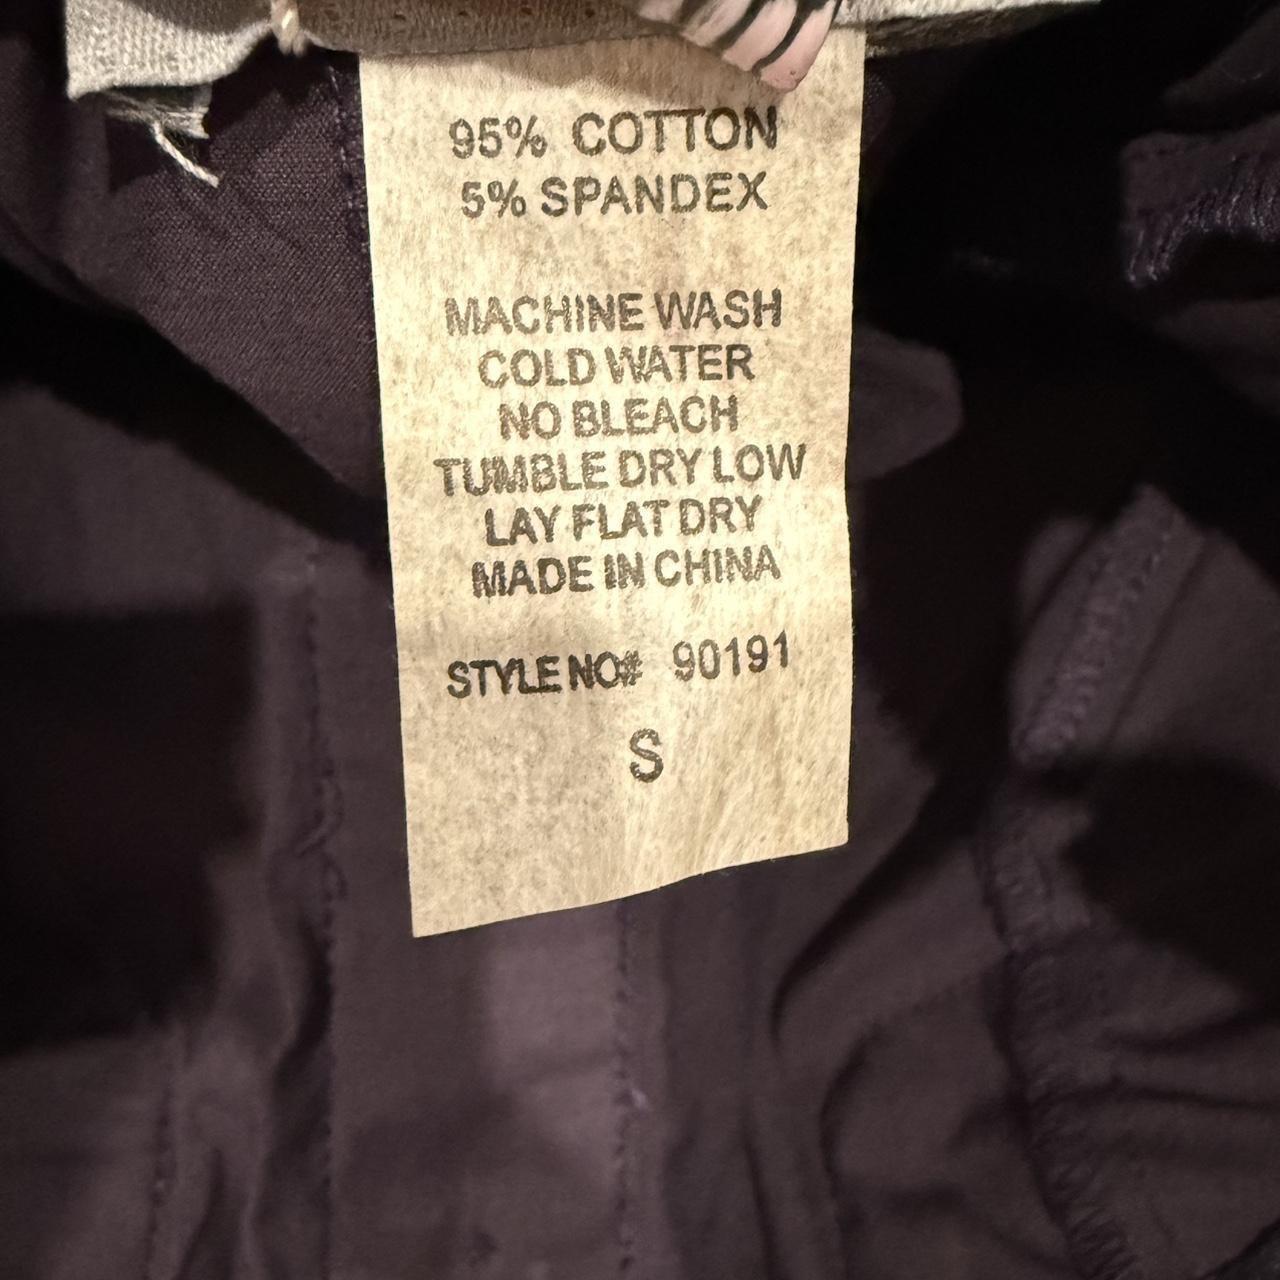 95% COTTON
5% SPANDEX
MACHINE WASH
COLD WATER
NO BLEACH
TUMBLE DRY LOW
LAY FLAT DRY
MADE IN CHINA
STYLE NO# 90191
S